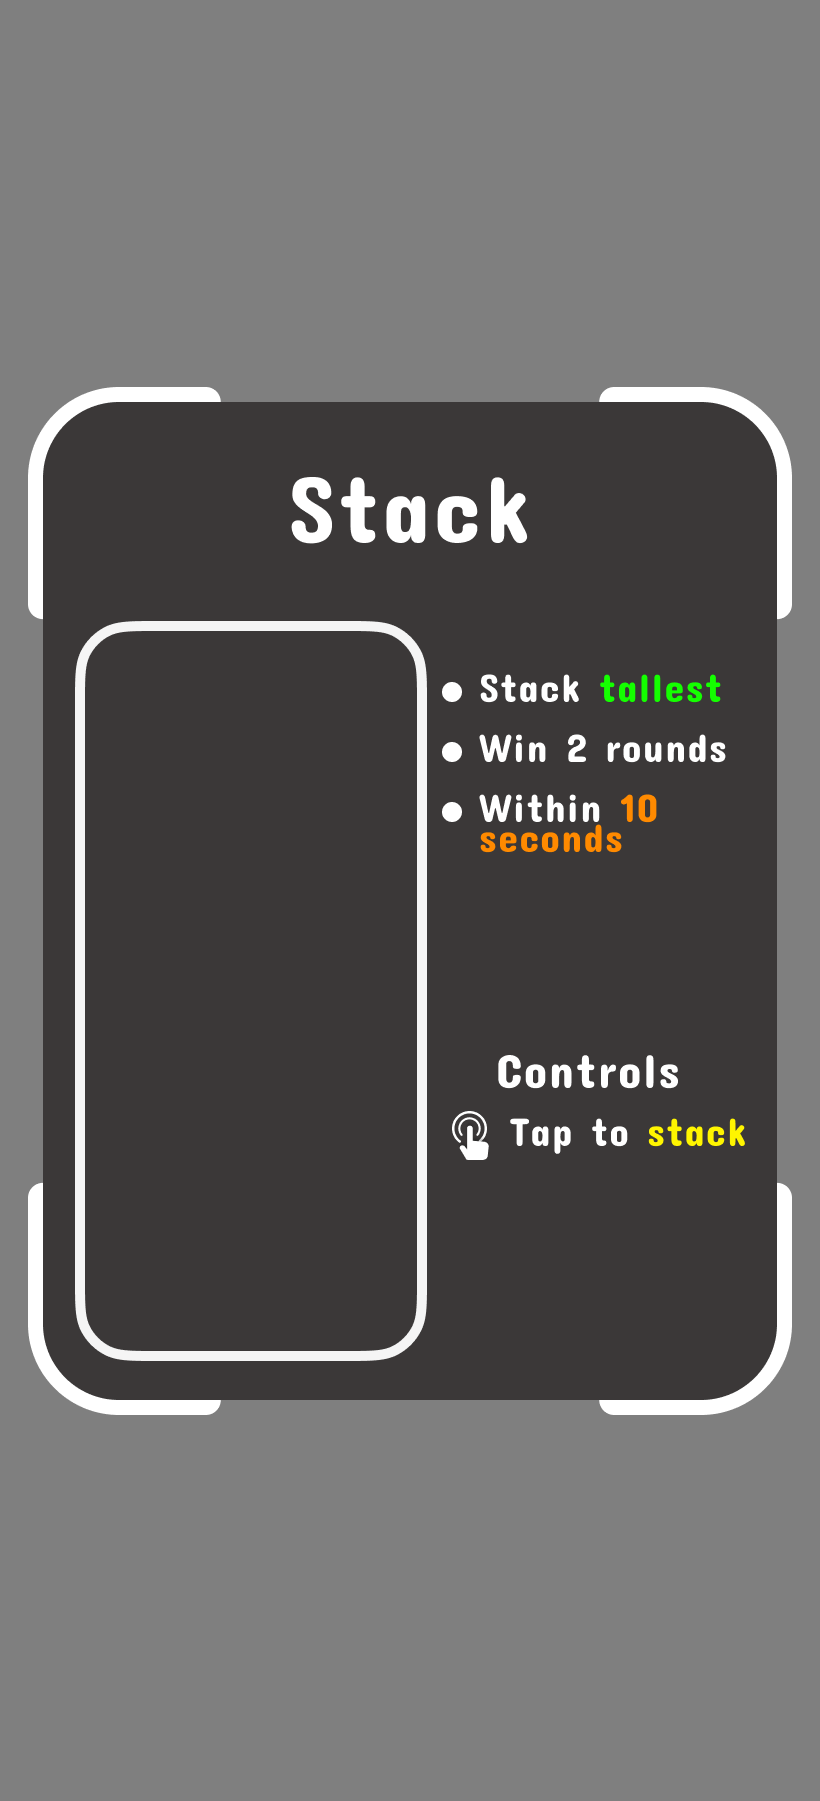 Stack
Stack tallest
Win 2 rounds
Within 10
seconds
Controls
Tap to stack